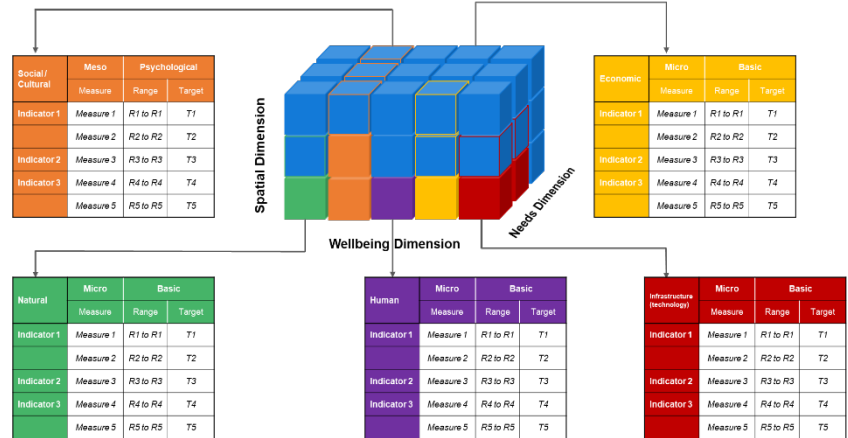 Social/ Cultural Meso Psychological
Measure Range Target
Indicator 1 Measure 1 R1 to R1 T1
Measure 2 R2 to R2 T2
Indicator 2 Measure 3 R3 to R3 T3
Indicator 3 Measure 4 R4 to R4 T4
Measure 5 R5 to R5 T5
Spatial Dimension
Wellbeing Dimension
Needs Dimension
Economic Micro Basic
Measure Range Target
Indicator 1 Measure 1 R1 to R1 T1
Measure 2 R2 to R2 T2
Indicator 2 Measure 3 R3 to R3 T3
Indicator 3 Measure 4 R4 to R4 T4
Measure 5 R5 to R5 T5
Natural Micro Basic
Measure Range Target
Indicator 1 Measure 1 R1 to R1 T1
Measure 2 R2 to R2 T2
Indicator 2 Measure 3 R3 to R3 T3
Indicator 3 Measure 4 R4 to R4 T4
Measure 5 R5 to R5 T5
Human Micro Basic
Measure Range Target
Indicator 1 Measure 1 R1 to R1 T1
Measure 2 R2 to R2 T2
Indicator 2 Measure 3 R3 to R3 T3
Indicator 3 Measure 4 R4 to R4 T4
Measure 5 R5 to R5 T5
Infrastructure (technology) Micro Basic
Measure Range Target
Indicator 1 Measure 1 R1 to R1 T1
Measure 2 R2 to R2 T2
Indicator 2 Measure 3 R3 to R3 T3
Indicator 3 Measure 4 R4 to R4 T4
Measure 5 R5 to R5 T5